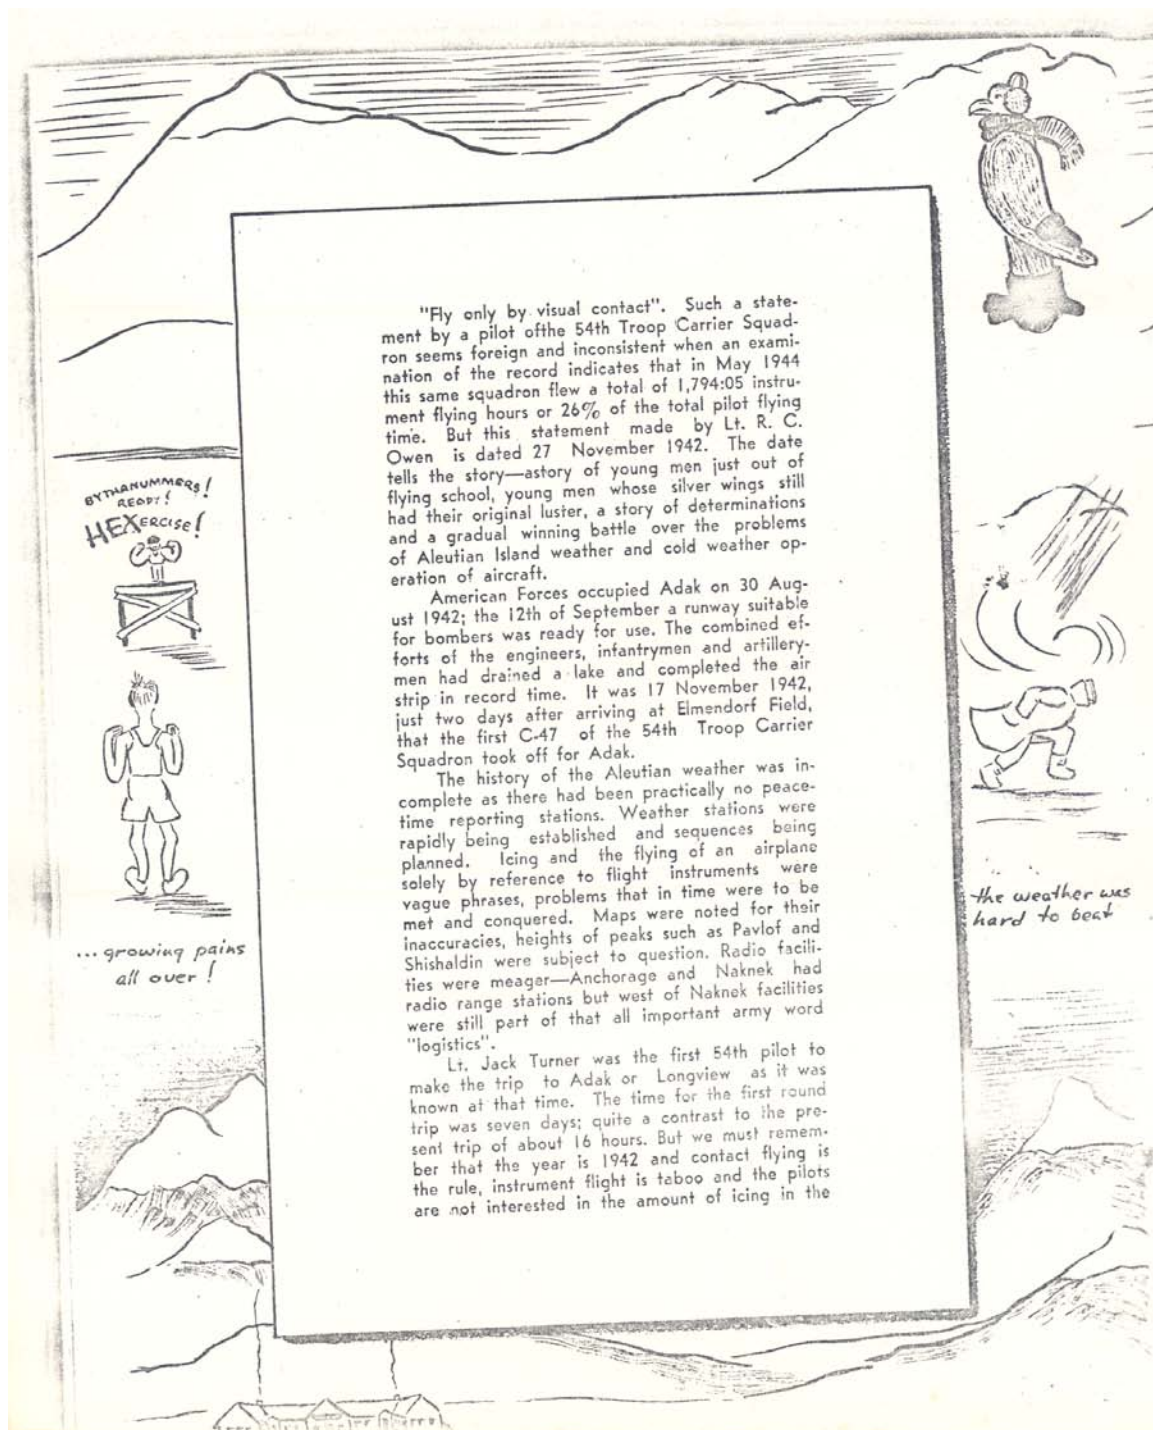 "Fly only by visual contact". Such a state-
ment by a pilot ofthe 54th Troop Carrier Squad-
ron seems foreign and inconsistent when an exami-
nation of the record indicates that in May 1944
this same squadron flew a total of 1,794:05 instru-
ment flying hours or 26% of the total pilot flying
time. But this statement made by Lt. R. C.
Owen is dated 27 November 1942. The date
tells the story—astory of young men just out of
flying school, young men whose silver wings still
had their original luster, a story of determinations
and a gradual winning battle over the problems
of Aleutian Island weather and cold weather op-
eration of aircraft.
American Forces occupied Adak on 30 Aug-
ust 1942; the 12th of September a runway suitable
for bombers was ready for use. The combined ef-
forts of the engineers, infantrymen and artillery-
men had drained a lake and completed the air
strip in record time. It was 17 November 1942,
just two days after arriving at Elmendorf Field,
that the first C-47 of the 54th Troop Carrier
Squadron took off for Adak.
The history of the Aleutian weather was in-
complete as there had been practically no peace-
time reporting stations. Weather stations were
rapidly being established and sequences being
planned. Icing and the flying of an airplane
solely by reference to flight instruments were
vague phrases, problems that in time were to be
met and conquered. Maps were noted for their
inaccuracies, heights of peaks such as Pavlof and
Shishaldin were subject to question. Radio facili-
ties were meager—Anchorage and Naknek had
radio range stations but west of Naknek facilities
were still part of that all important army word
"logistics".
Lt. Jack Turner was the first 54th pilot to
make the trip to Adak or Longview as it was
known at that time. The time for the first round
trip was seven days; quite a contrast to the pre-
sent trip of about 16 hours. But we must remem-
ber that the year is 1942 and contact flying is
the rule, instrument flight is taboo and the pilots
are not interested in the amount of icing in the
BYTHANUMMERS!
READY!
HEXERCISE!
... growing pains
all over!
the weather was
hard to beat